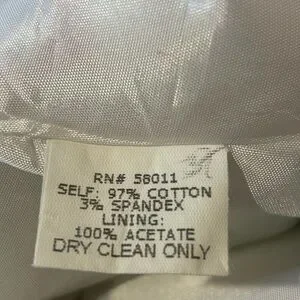 RN# 58011
SELF: 97% COTTON
3% SPANDEX
LINING:
100% ACETATE
DRY CLEAN ONLY